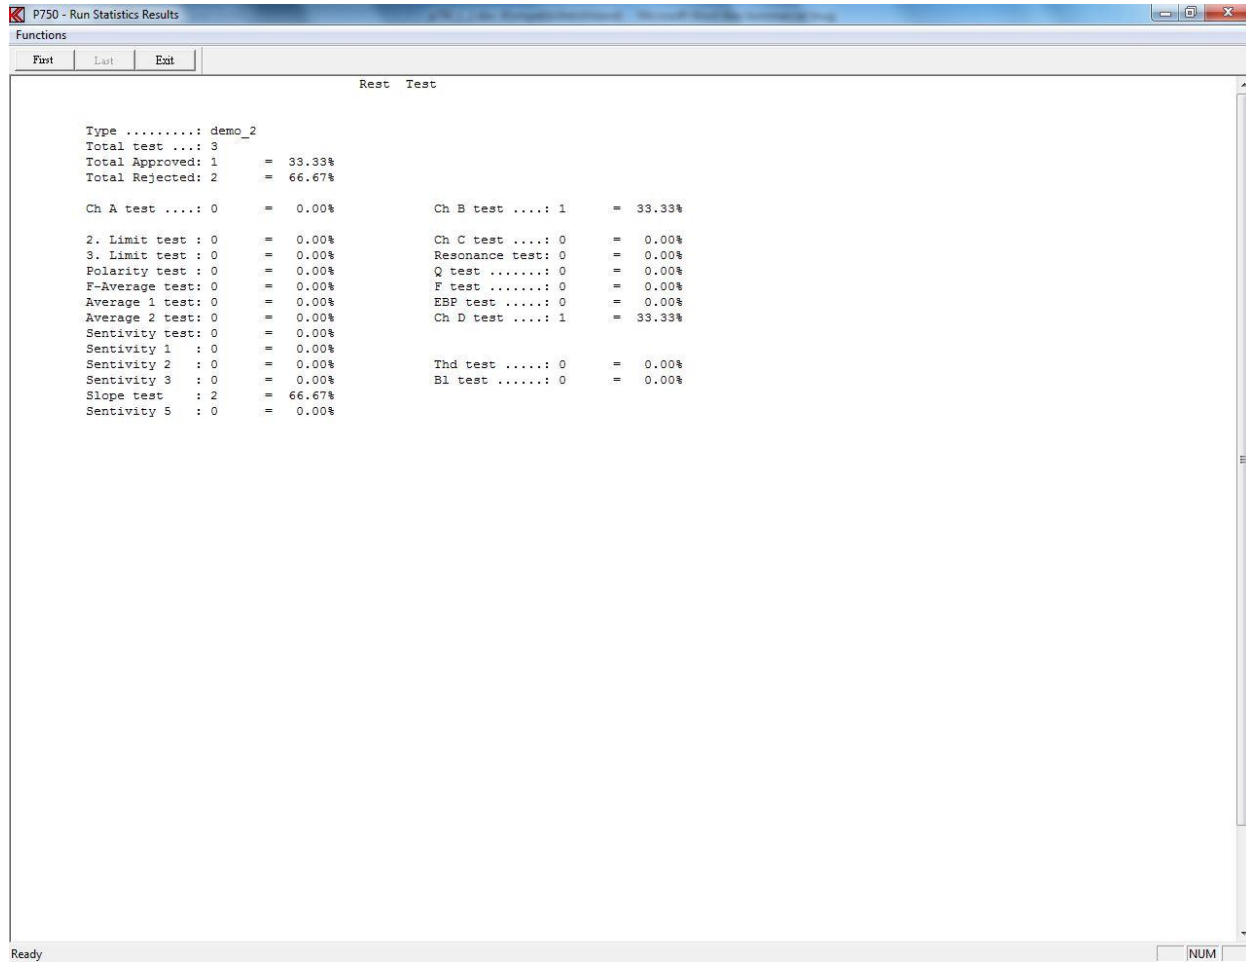 P750 - Run Statistics Results
Functions
First Last Exit
Rest Test
Type .........: demo_2
Total test ...: 3
Total Approved: 1 = 33.33%
Total Rejected: 2 = 66.67%
Ch A test ....: 0 = 0.00% Ch B test ....: 1 = 33.33%
2. Limit test : 0 = 0.00% Ch C test ....: 0 = 0.00%
3. Limit test : 0 = 0.00% Resonance test: 0 = 0.00%
Polarity test : 0 = 0.00% Q test .......: 0 = 0.00%
F-Average test: 0 = 0.00% F test .......: 0 = 0.00%
Average 1 test: 0 = 0.00% EBP test .....: 0 = 0.00%
Average 2 test: 0 = 0.00% Ch D test ....: 1 = 33.33%
Sentivity test: 0 = 0.00%
Sentivity 1 : 0 = 0.00%
Sentivity 2 : 0 = 0.00% Thd test .....: 0 = 0.00%
Sentivity 3 : 0 = 0.00% Bl test ......: 0 = 0.00%
Slope test : 2 = 66.67%
Sentivity 5 : 0 = 0.00%
Ready NUM